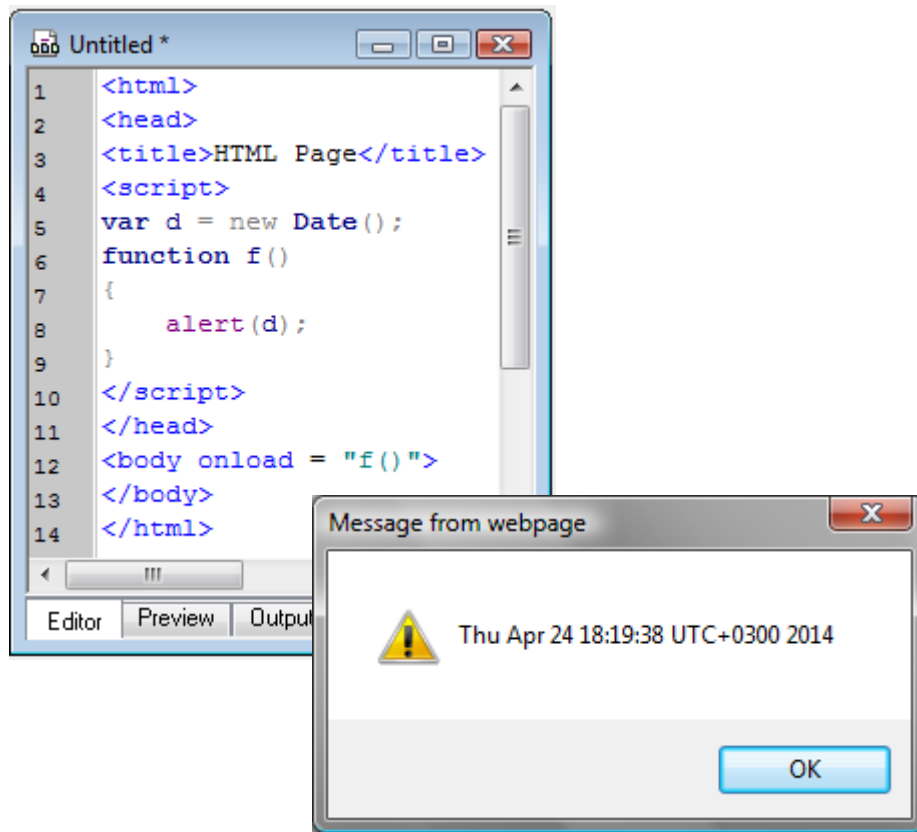 Untitled *
1 <html>
2 <head>
3 <title>HTML Page</title>
4 <script>
5 var d = new Date();
6 function f()
7 {
8 alert(d);
9 }
10 </script>
11 </head>
12 <body onload = "f()">
13 </body>
14 </html>
Editor Preview Output
Message from webpage
Thu Apr 24 18:19:38 UTC+0300 2014
OK